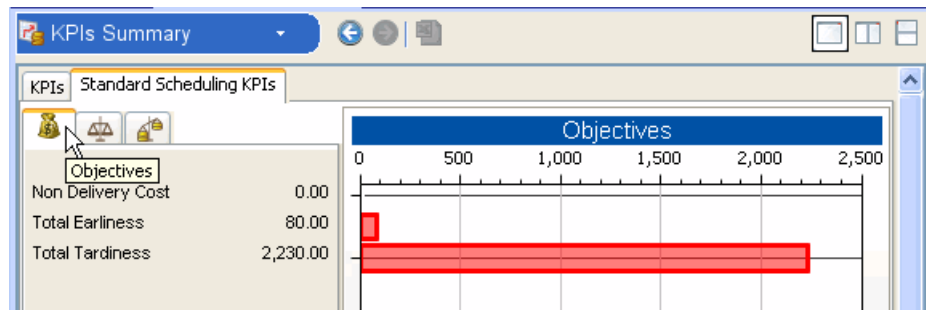 KPIs Summary
KPIs Standard Scheduling KPIs
Objectives
Non Delivery Cost 0.00
Total Earliness 80.00
Total Tardiness 2,230.00
Objectives
0 500 1,000 1,500 2,000 2,500